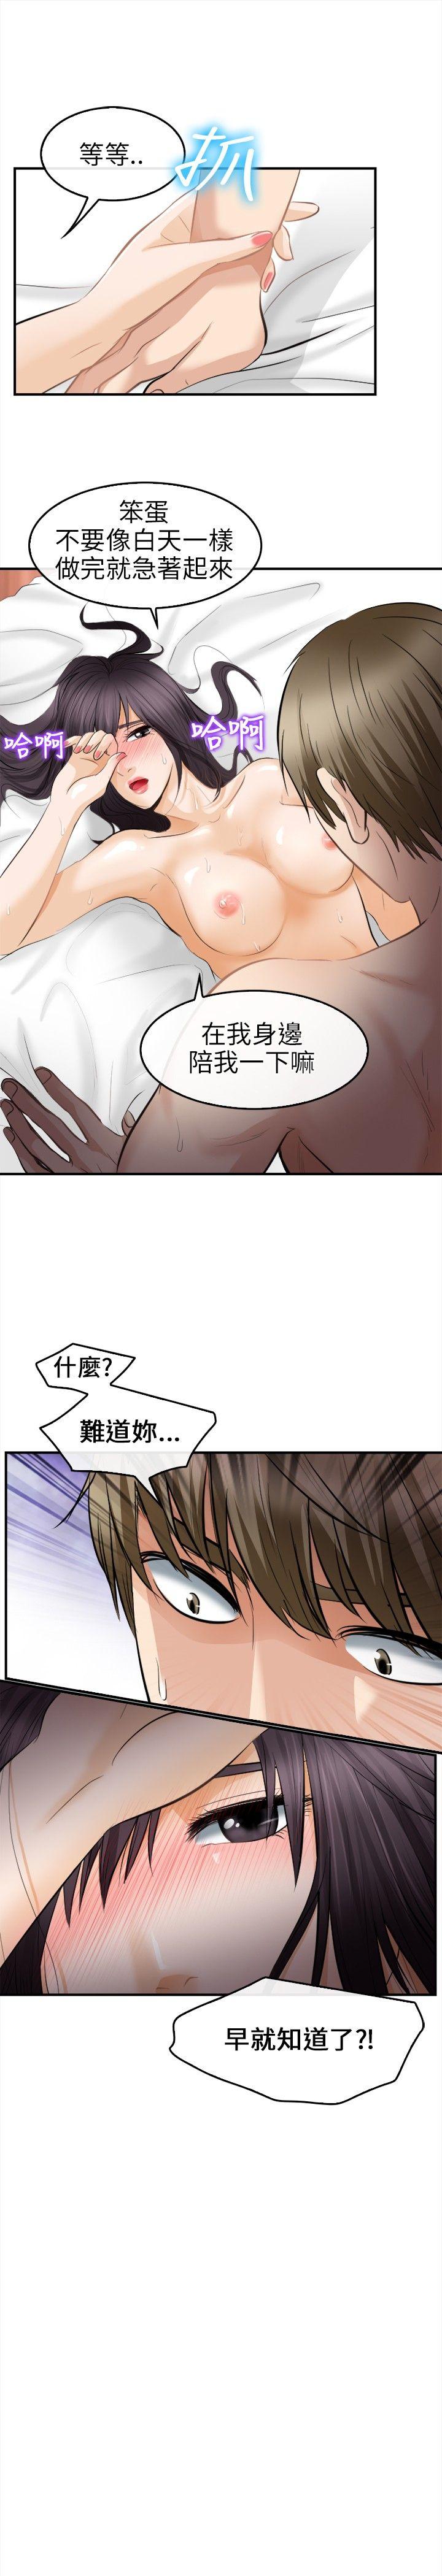 等等..
抓
笨蛋
不要像白天一樣
做完就急著起來
哈啊
哈啊
在我身邊
陪我一下嘛
什麼?
難道妳...
早就知道了?!